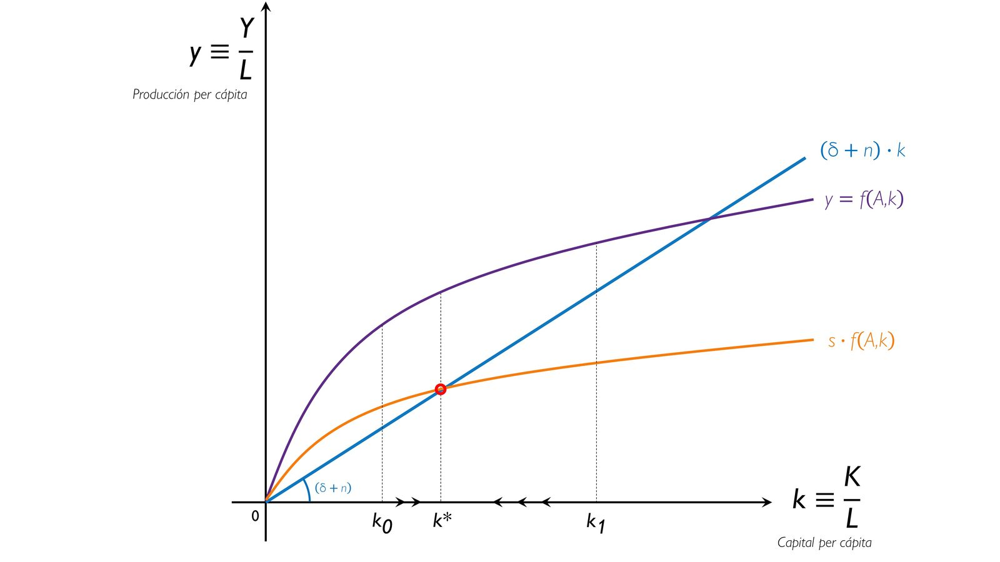 y ≡ Y/L
Producción per cápita
(δ + n) · k
y = f(A,k)
s · f(A,k)
(δ + n)
0
k₀
k*
k₁
k ≡ K/L
Capital per cápita